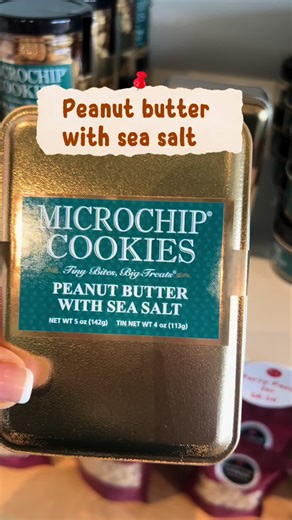 Peanut butter
with sea salt
MICROCHIP
MICROCHIP®
COOKIES
Tiny Bites, Big Treats®
PEANUT BUTTER
WITH SEA SALT
NET WT 5 oz (142g) TIN NET WT 4 oz (113g)